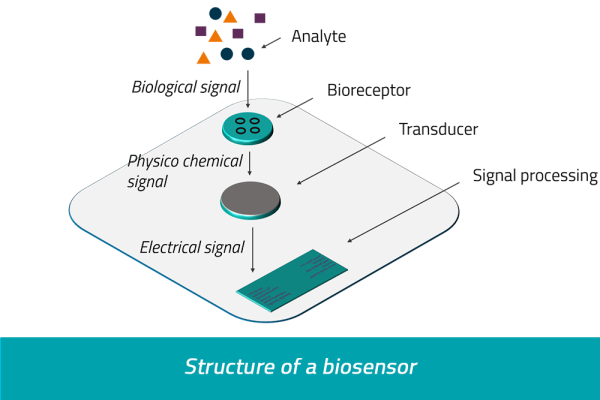 Analyte
Biological signal
Bioreceptor
Transducer
Physico chemical
signal
Signal processing
Electrical signal
Structure of a biosensor